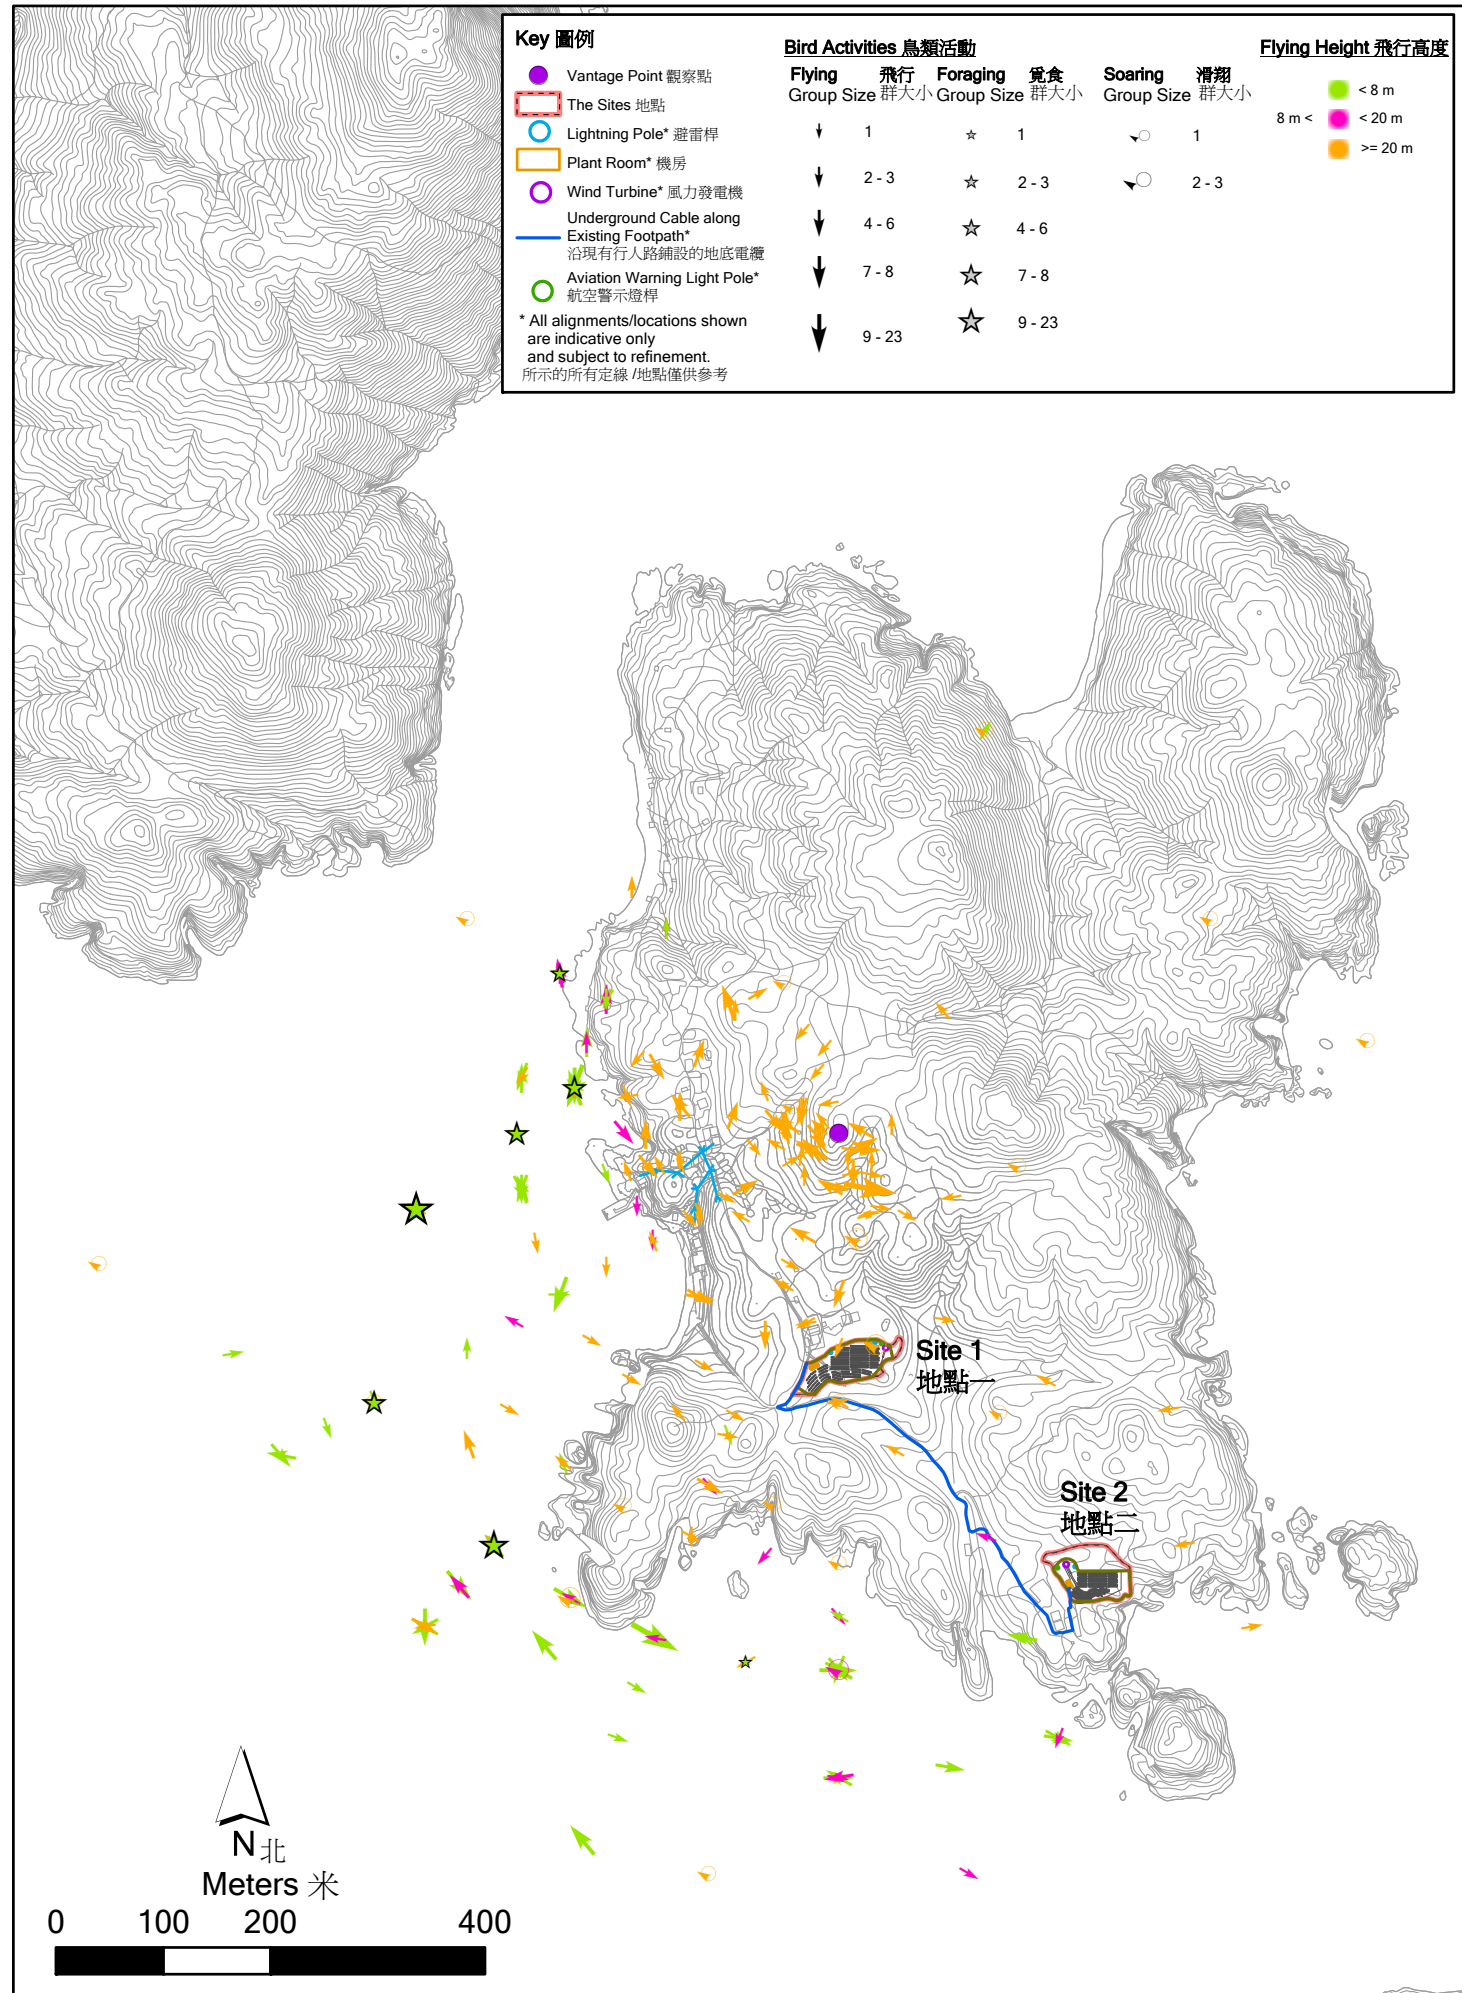 Key 圖例
Vantage Point 觀察點
The Sites 地點
Lightning Pole* 避雷桿
Plant Room* 機房
Wind Turbine* 風力發電機
Underground Cable along
Existing Footpath*
沿現有行人路鋪設的地底電纜
Aviation Warning Light Pole*
航空警示燈桿
* All alignments/locations shown
are indicative only
and subject to refinement.
所示的所有定線 /地點僅供參考
Bird Activities 鳥類活動
Flying 飛行 Foraging 覓食 Soaring 滑翔
Group Size 群大小 Group Size 群大小 Group Size 群大小
1 1 1
2 - 3 2 - 3 2 - 3
4 - 6 4 - 6
7 - 8 7 - 8
9 - 23 9 - 23
Flying Height 飛行高度
< 8 m
8 m < < 20 m
>= 20 m
Site 1
地點一
Site 2
地點二
N 北
Meters 米
0 100 200 400